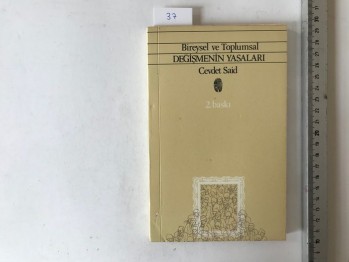 37
Bireysel ve Toplumsal
DEĞİŞMENİN YASALARI
Cevdet Said
2. baskı